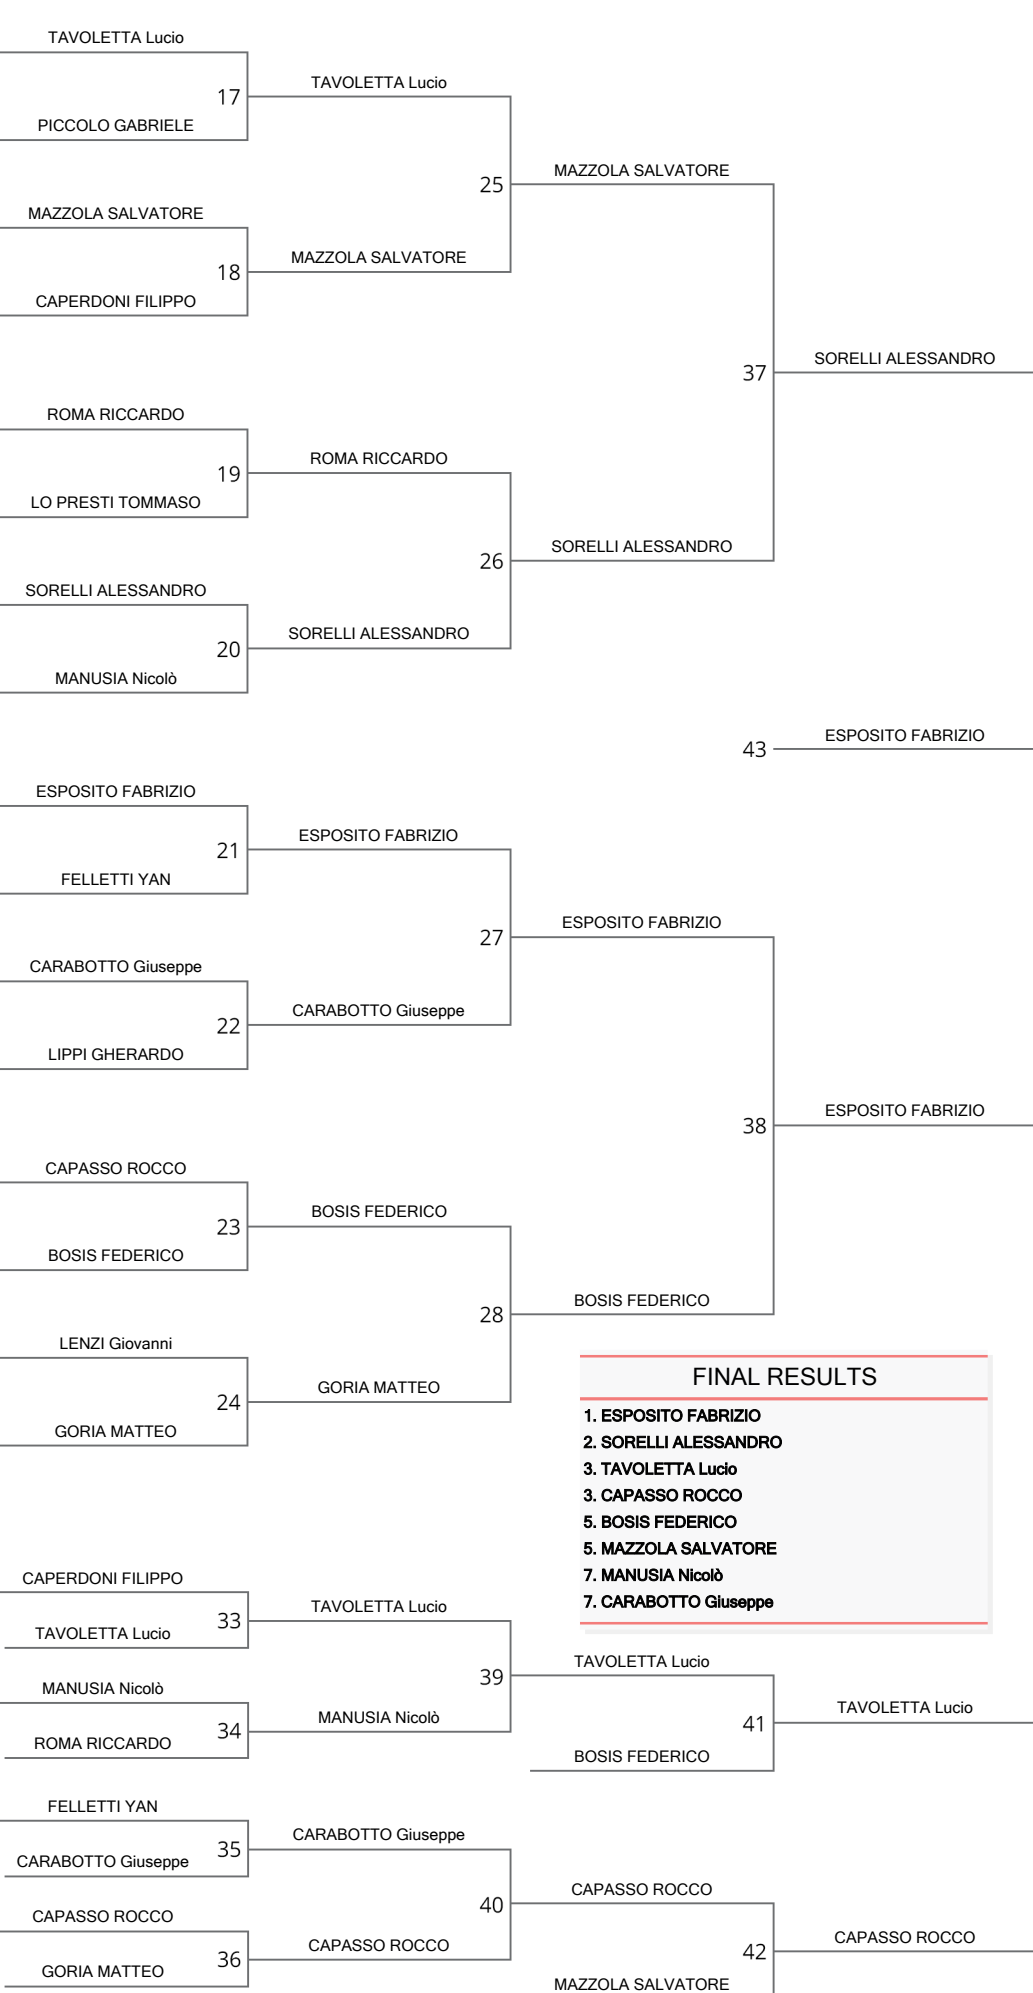 TAVOLETTA Lucio
17
TAVOLETTA Lucio
PICCOLO GABRIELE
25
MAZZOLA SALVATORE
MAZZOLA SALVATORE
18
MAZZOLA SALVATORE
CAPERDONI FILIPPO
37
SORELLI ALESSANDRO
ROMA RICCARDO
19
ROMA RICCARDO
LO PRESTI TOMMASO
26
SORELLI ALESSANDRO
SORELLI ALESSANDRO
20
SORELLI ALESSANDRO
MANUSIA Nicolò
43
ESPOSITO FABRIZIO
ESPOSITO FABRIZIO
21
ESPOSITO FABRIZIO
FELLETTI YAN
27
ESPOSITO FABRIZIO
CARABOTTO Giuseppe
22
CARABOTTO Giuseppe
LIPPI GHERARDO
38
ESPOSITO FABRIZIO
CAPASSO ROCCO
23
BOSIS FEDERICO
BOSIS FEDERICO
28
BOSIS FEDERICO
LENZI Giovanni
24
GORIA MATTEO
GORIA MATTEO
FINAL RESULTS
1. ESPOSITO FABRIZIO
2. SORELLI ALESSANDRO
3. TAVOLETTA Lucio
3. CAPASSO ROCCO
5. BOSIS FEDERICO
5. MAZZOLA SALVATORE
7. MANUSIA Nicolò
7. CARABOTTO Giuseppe
CAPERDONI FILIPPO
33
TAVOLETTA Lucio
TAVOLETTA Lucio
39
TAVOLETTA Lucio
MANUSIA Nicolò
34
MANUSIA Nicolò
ROMA RICCARDO
41
TAVOLETTA Lucio
BOSIS FEDERICO
FELLETTI YAN
35
CARABOTTO Giuseppe
CARABOTTO Giuseppe
40
CAPASSO ROCCO
CAPASSO ROCCO
36
CAPASSO ROCCO
GORIA MATTEO
42
CAPASSO ROCCO
MAZZOLA SALVATORE